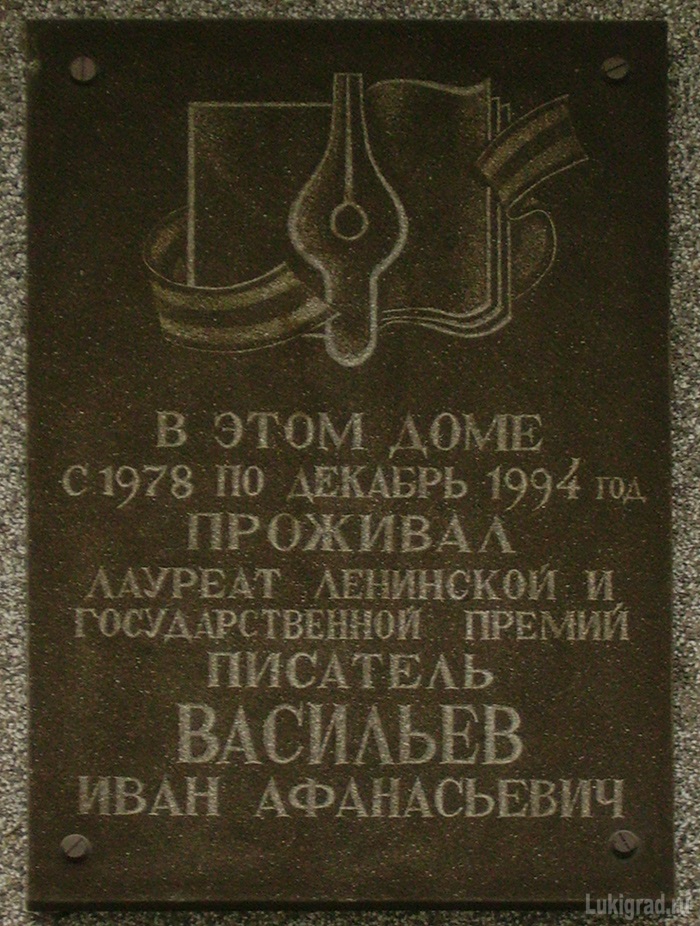 В ЭТОМ ДОМЕ
С 1978 ПО ДЕКАБРЬ 1994 ГОД
ПРОЖИВАЛ
ЛАУРЕАТ ЛЕНИНСКОЙ И
ГОСУДАРСТВЕННОЙ ПРЕМИЙ
ПИСАТЕЛЬ
ВАСИЛЬЕВ
ИВАН АФАНАСЬЕВИЧ
Lukigrad.ru